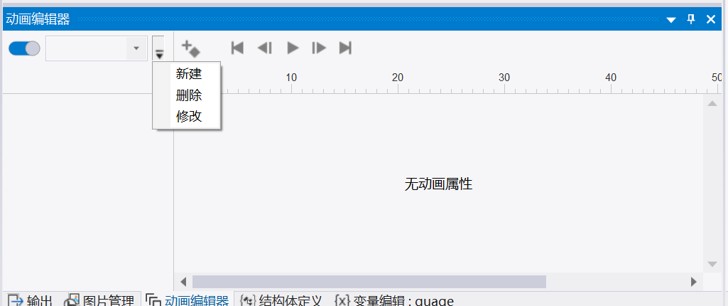 动画编辑器
新建
删除
修改
10 20 30 40 50
无动画属性
输出 图片管理 动画编辑器 结构体定义 {x} 变量编辑 : guage